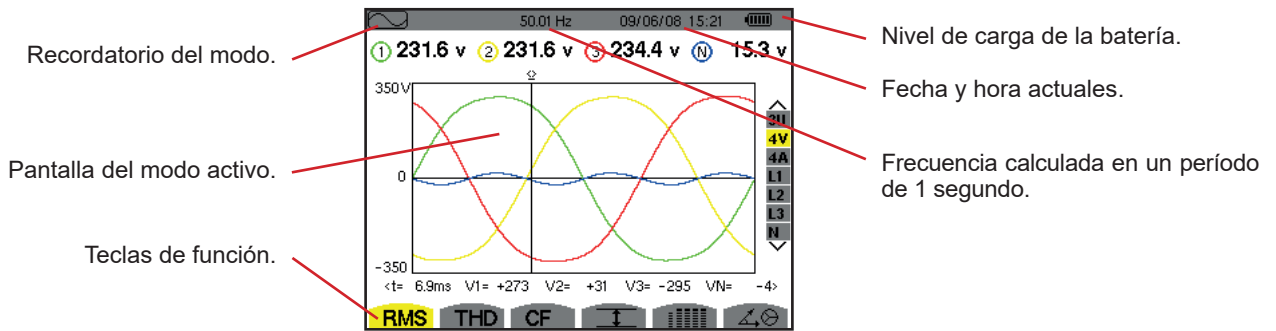 50.01 Hz 09/06/08 15:21
1 231.6 v 2 231.6 v 3 234.4 v N 15.3 v
Recordatorio del modo.
Nivel de carga de la batería.
Fecha y hora actuales.
350 V
3U
4V
4A
L1
L2
L3
N
Pantalla del modo activo.
Frecuencia calculada en un período
de 1 segundo.
0
Teclas de función.
-350
<t= 6.9ms V1= +273 V2= +31 V3= -295 VN= -4>
RMS THD CF